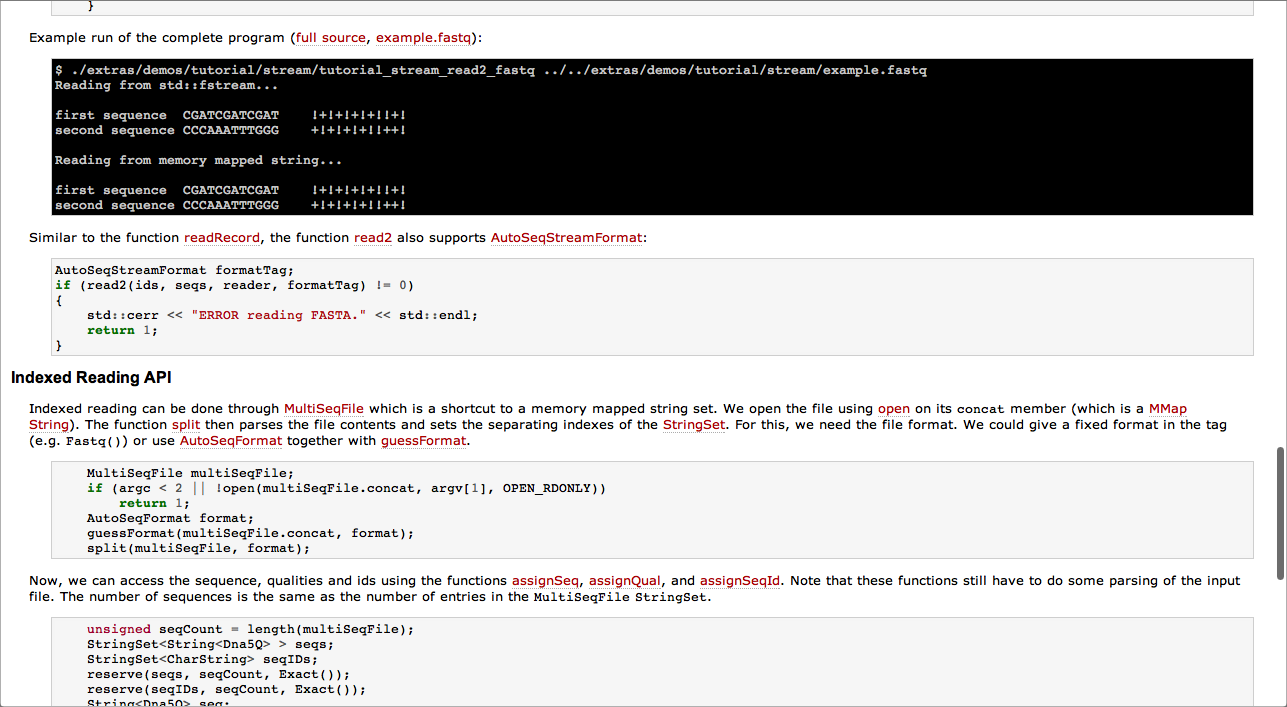 }
Example run of the complete program (full source, example.fastq):
$ ./extras/demos/tutorial/stream/tutorial_stream_read2_fastq ../../extras/demos/tutorial/stream/example.fastq
Reading from std::fstream...
first sequence  CGATCGATCGAT    !+!+!+!+!!+!
second sequence CCCAAATTTGGG    +!+!+!+!!++!
Reading from memory mapped string...
first sequence  CGATCGATCGAT    !+!+!+!+!!+!
second sequence CCCAAATTTGGG    +!+!+!+!!++!
Similar to the function readRecord, the function read2 also supports AutoSeqStreamFormat:
AutoSeqStreamFormat formatTag;
if (read2(ids, seqs, reader, formatTag) != 0)
{
    std::cerr << "ERROR reading FASTA." << std::endl;
    return 1;
}
Indexed Reading API
Indexed reading can be done through MultiSeqFile which is a shortcut to a memory mapped string set. We open the file using open on its concat member (which is a MMap
String). The function split then parses the file contents and sets the separating indexes of the StringSet. For this, we need the file format. We could give a fixed format in the tag
(e.g. Fastq()) or use AutoSeqFormat together with guessFormat.
    MultiSeqFile multiSeqFile;
    if (argc < 2 || !open(multiSeqFile.concat, argv[1], OPEN_RDONLY))
        return 1;
    AutoSeqFormat format;
    guessFormat(multiSeqFile.concat, format);
    split(multiSeqFile, format);
Now, we can access the sequence, qualities and ids using the functions assignSeq, assignQual, and assignSeqId. Note that these functions still have to do some parsing of the input
file. The number of sequences is the same as the number of entries in the MultiSeqFile StringSet.
    unsigned seqCount = length(multiSeqFile);
    StringSet<String<Dna5Q> > seqs;
    StringSet<CharString> seqIDs;
    reserve(seqs, seqCount, Exact());
    reserve(seqIDs, seqCount, Exact());
    String<Dna5Q> seq;